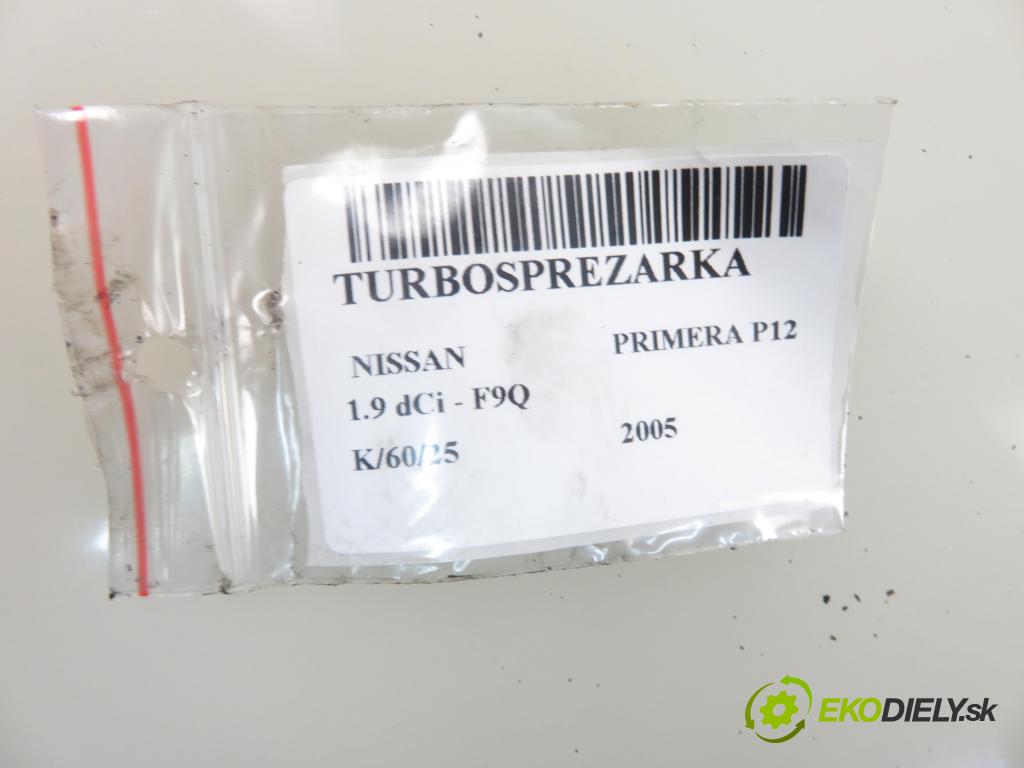 TURBOSPREZARKA
NISSAN PRIMERA P12
1.9 dCi - F9Q
K/60/25 2005
EKODIELY.sk